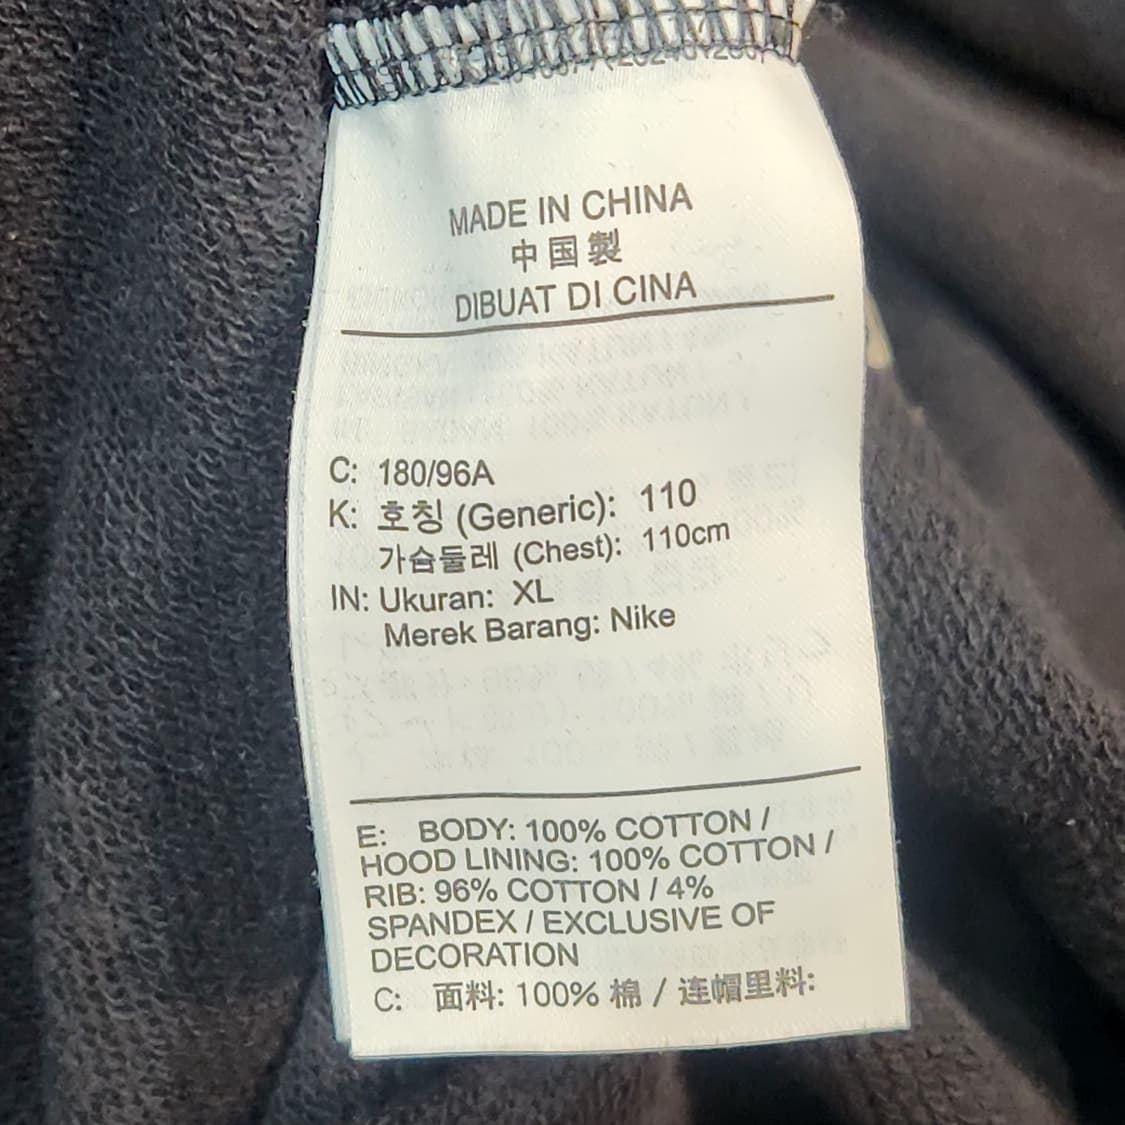 MADE IN CHINA
中国製
DIBUAT DI CINA
C: 180/96A
K: 호칭 (Generic): 110
가슴둘레 (Chest): 110cm
IN: Ukuran: XL
Merek Barang: Nike
E: BODY: 100% COTTON /
HOOD LINING: 100% COTTON /
RIB: 96% COTTON / 4%
SPANDEX / EXCLUSIVE OF
DECORATION
C: 面料: 100% 棉 / 连帽里料: